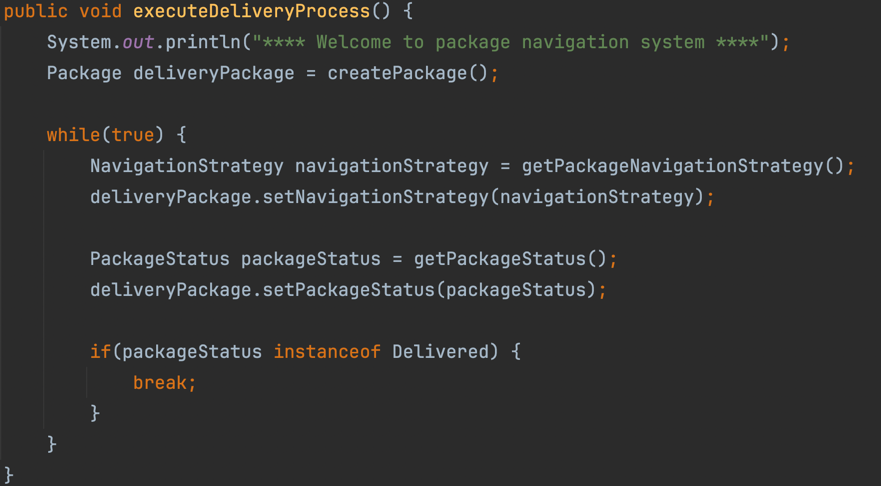 public void executeDeliveryProcess() {
    System.out.println("**** Welcome to package navigation system ****");
    Package deliveryPackage = createPackage();
    while(true) {
        NavigationStrategy navigationStrategy = getPackageNavigationStrategy();
        deliveryPackage.setNavigationStrategy(navigationStrategy);
        PackageStatus packageStatus = getPackageStatus();
        deliveryPackage.setPackageStatus(packageStatus);
        if(packageStatus instanceof Delivered) {
            break;
        }
    }
}